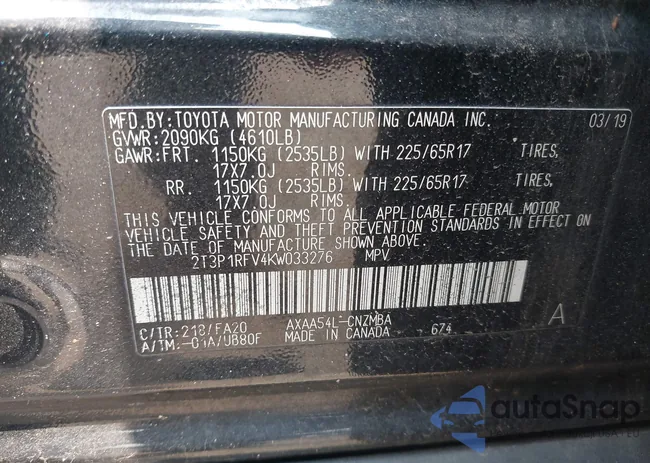 MFD.BY:TOYOTA MOTOR MANUFACTURING CANADA INC. 03/19
GVWR:2090KG (4610LB)
GAWR:FRT. 1150KG (2535LB) WITH 225/65R17 TIRES,
17X7.0J RIMS.
RR. 1150KG (2535LB) WITH 225/65R17 TIRES,
17X7.0J RIMS.
THIS VEHICLE CONFORMS TO ALL APPLICABLE FEDERAL MOTOR
VEHICLE SAFETY AND THEFT PREVENTION STANDARDS IN EFFECT ON
THE DATE OF MANUFACTURE SHOWN ABOVE.
2T3P1RFV4KW033276 MPV
C/TR:218/FA20 AXAA54L-CNZMBA A
A/TM: MADE IN CANADA 674
autoSnap